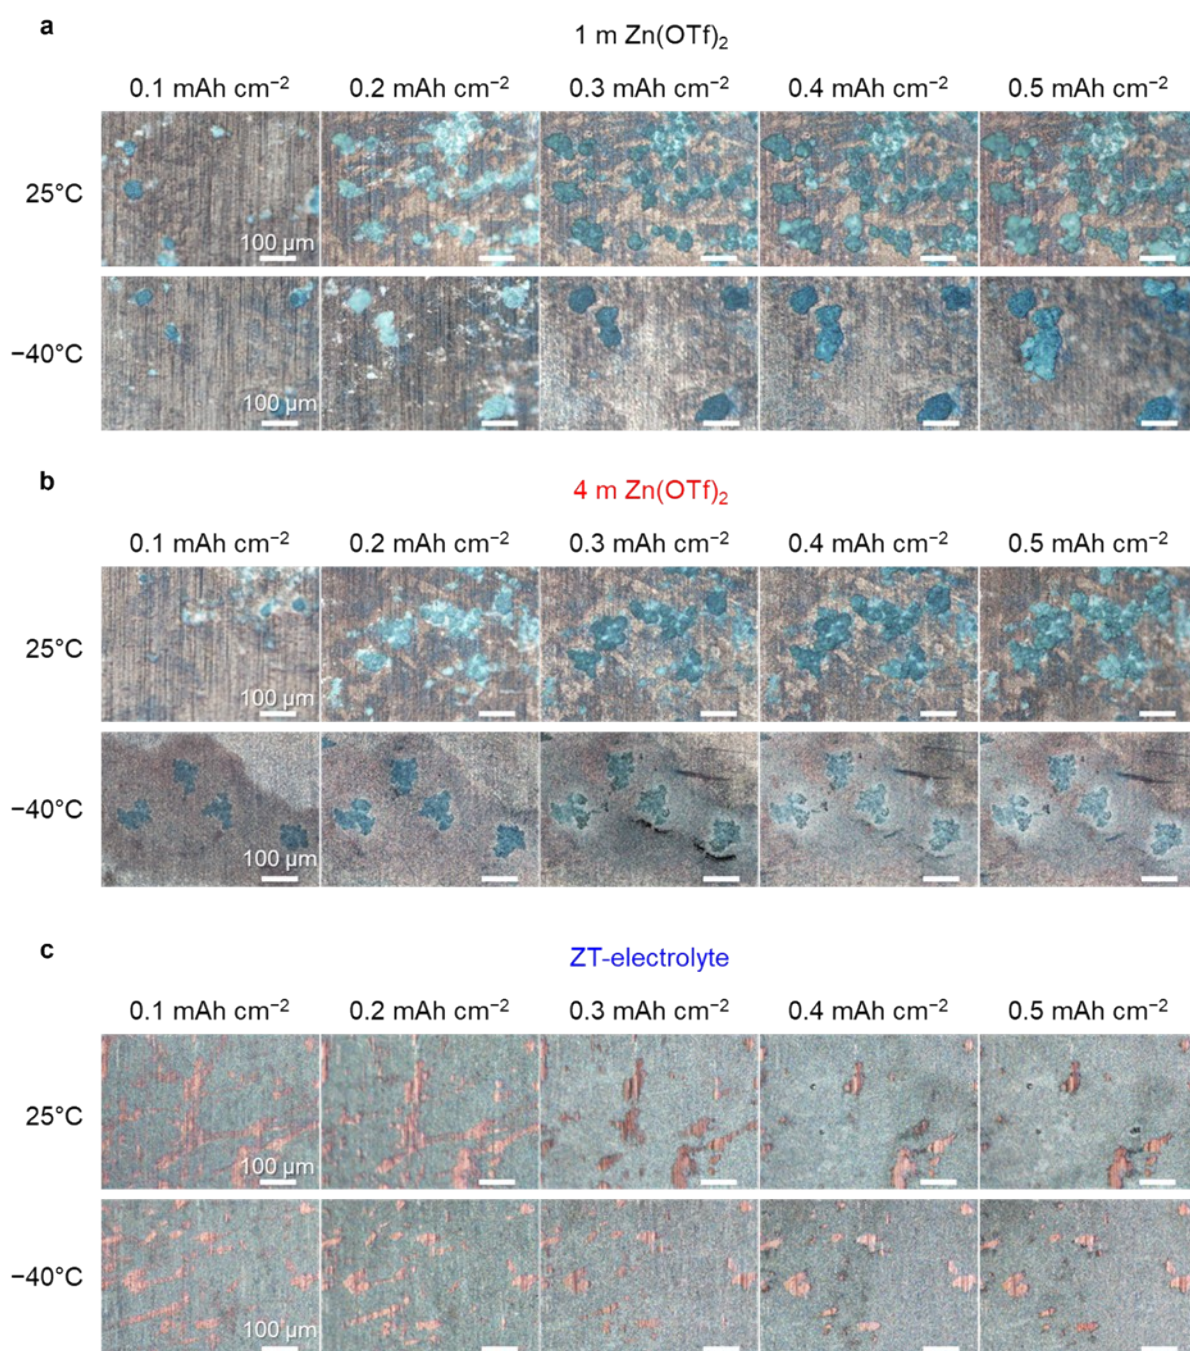 a
1 m Zn(OTf)₂
0.1 mAh cm⁻² 0.2 mAh cm⁻² 0.3 mAh cm⁻² 0.4 mAh cm⁻² 0.5 mAh cm⁻²
25°C
100 µm
−40°C
100 µm
b
4 m Zn(OTf)₂
0.1 mAh cm⁻² 0.2 mAh cm⁻² 0.3 mAh cm⁻² 0.4 mAh cm⁻² 0.5 mAh cm⁻²
25°C
100 µm
−40°C
100 µm
c
ZT-electrolyte
0.1 mAh cm⁻² 0.2 mAh cm⁻² 0.3 mAh cm⁻² 0.4 mAh cm⁻² 0.5 mAh cm⁻²
25°C
100 µm
−40°C
100 µm